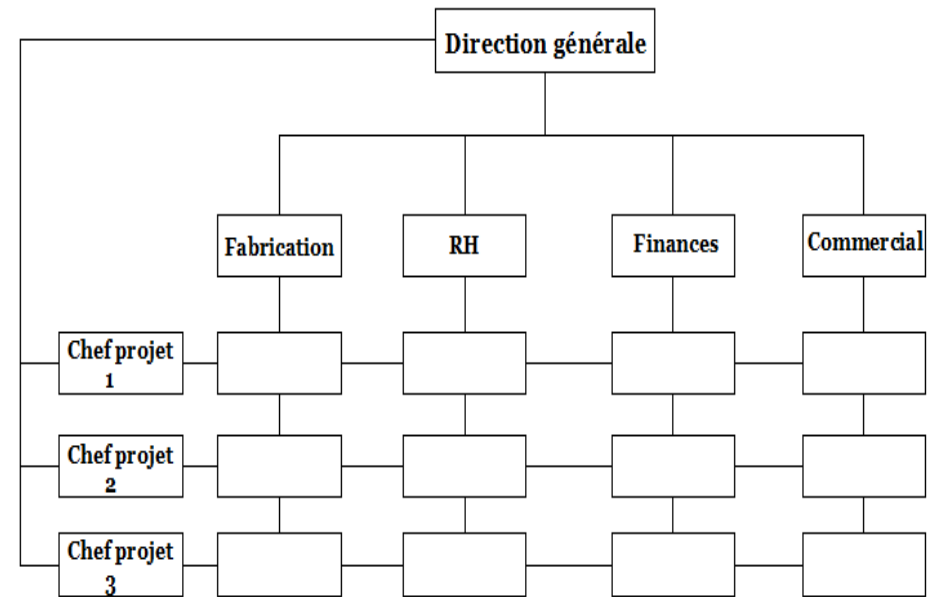 Direction générale
Fabrication
RH
Finances
Commercial
Chef projet
1
Chef projet
2
Chef projet
3